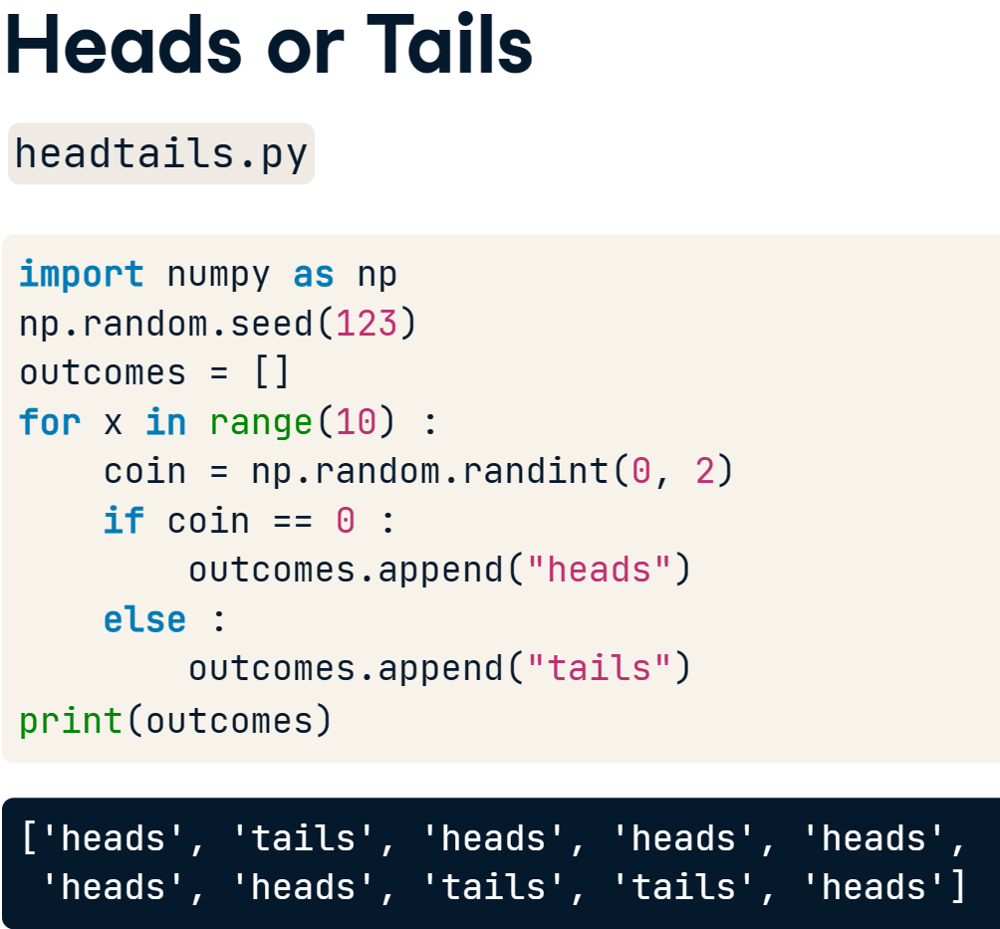 Heads or Tails
headtails.py
import numpy as np
np.random.seed(123)
outcomes = []
for x in range(10) :
    coin = np.random.randint(0, 2)
    if coin == 0 :
        outcomes.append("heads")
    else :
        outcomes.append("tails")
print(outcomes)
['heads', 'tails', 'heads', 'heads', 'heads',
 'heads', 'heads', 'tails', 'tails', 'heads']